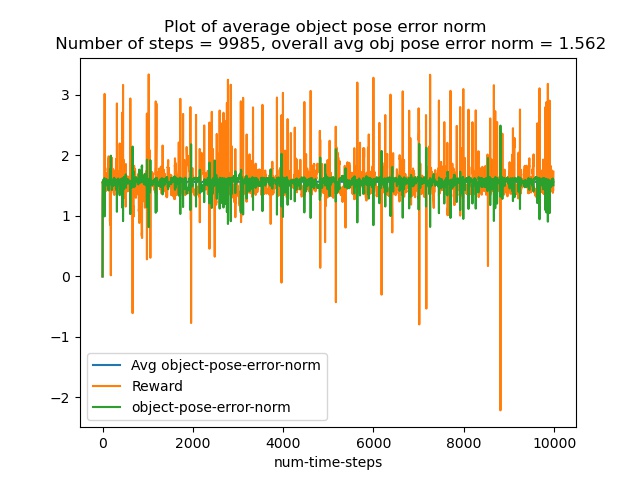 Plot of average object pose error norm
Number of steps = 9985, overall avg obj pose error norm = 1.562
3
2
1
0
−1
−2
Avg object-pose-error-norm
Reward
object-pose-error-norm
0 2000 4000 6000 8000 10000
num-time-steps